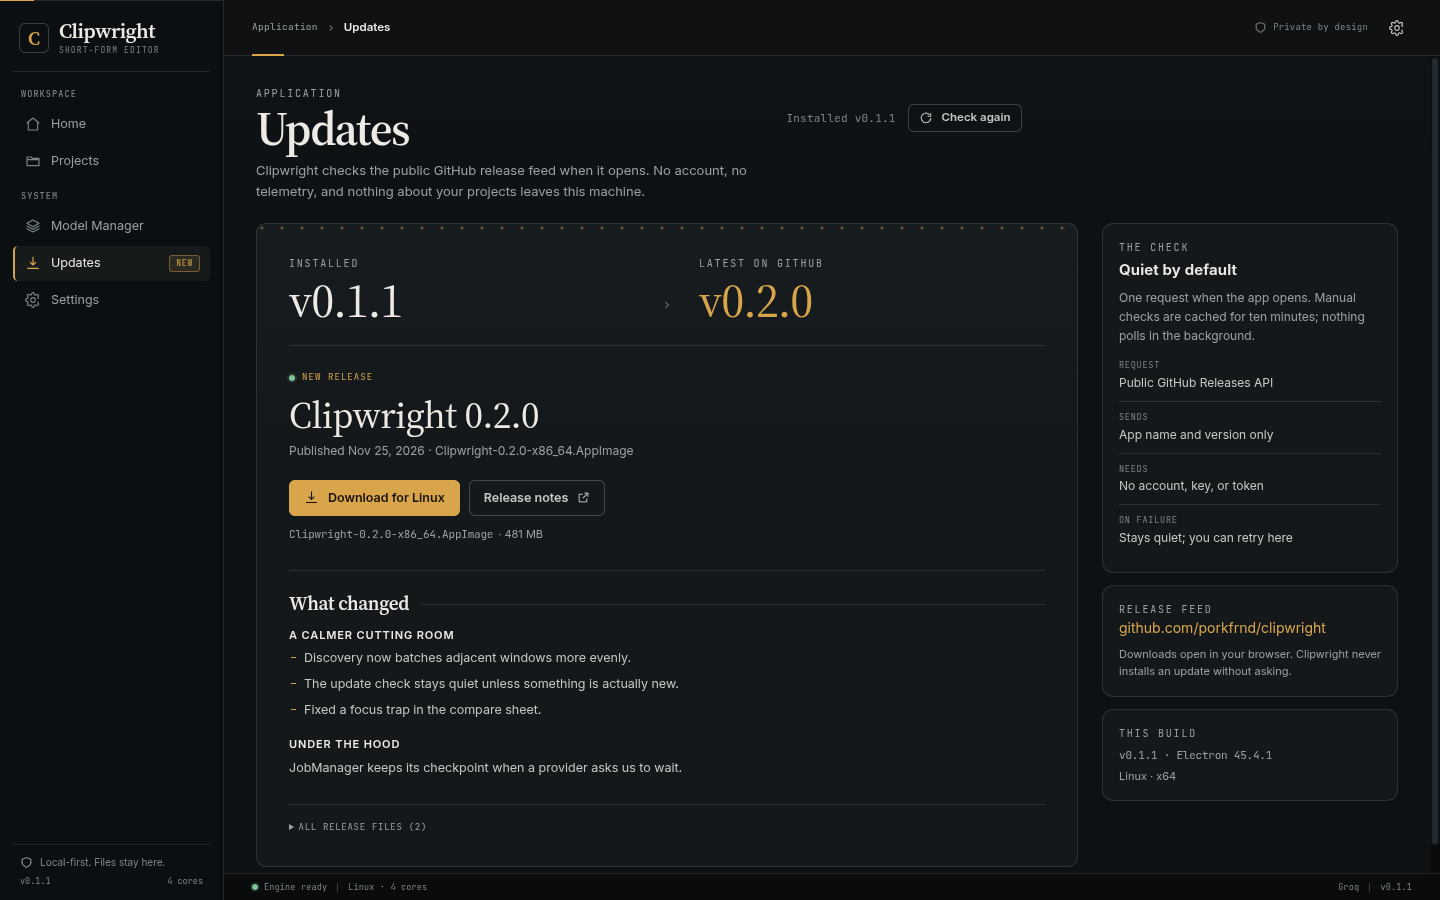 C
Clipwright
SHORT-FORM EDITOR
WORKSPACE
Home
Projects
SYSTEM
Model Manager
Updates NEW
Settings
Local-first. Files stay here.
v0.1.1 4 cores
Application › Updates
Private by design
APPLICATION
Updates
Installed v0.1.1 Check again
Clipwright checks the public GitHub release feed when it opens. No account, no
telemetry, and nothing about your projects leaves this machine.
INSTALLED
v0.1.1
›
LATEST ON GITHUB
v0.2.0
NEW RELEASE
Clipwright 0.2.0
Published Nov 25, 2026 · Clipwright-0.2.0-x86_64.AppImage
Download for Linux Release notes
Clipwright-0.2.0-x86_64.AppImage · 481 MB
What changed
A CALMER CUTTING ROOM
– Discovery now batches adjacent windows more evenly.
– The update check stays quiet unless something is actually new.
– Fixed a focus trap in the compare sheet.
UNDER THE HOOD
JobManager keeps its checkpoint when a provider asks us to wait.
ALL RELEASE FILES (2)
THE CHECK
Quiet by default
One request when the app opens. Manual
checks are cached for ten minutes; nothing
polls in the background.
REQUEST
Public GitHub Releases API
SENDS
App name and version only
NEEDS
No account, key, or token
ON FAILURE
Stays quiet; you can retry here
RELEASE FEED
github.com/porkfrnd/clipwright
Downloads open in your browser. Clipwright never
installs an update without asking.
THIS BUILD
v0.1.1 · Electron 45.4.1
Linux · x64
Engine ready | Linux · 4 cores
Groq | v0.1.1